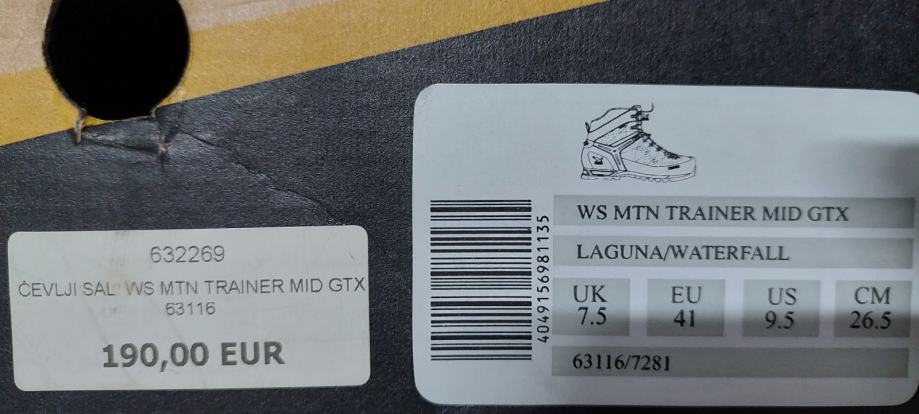 632269
ČEVLJI SAL WS MTN TRAINER MID GTX
63116
190,00 EUR
4049156981135
WS MTN TRAINER MID GTX
LAGUNA/WATERFALL
UK EU US CM
7.5 41 9.5 26.5
63116/7281